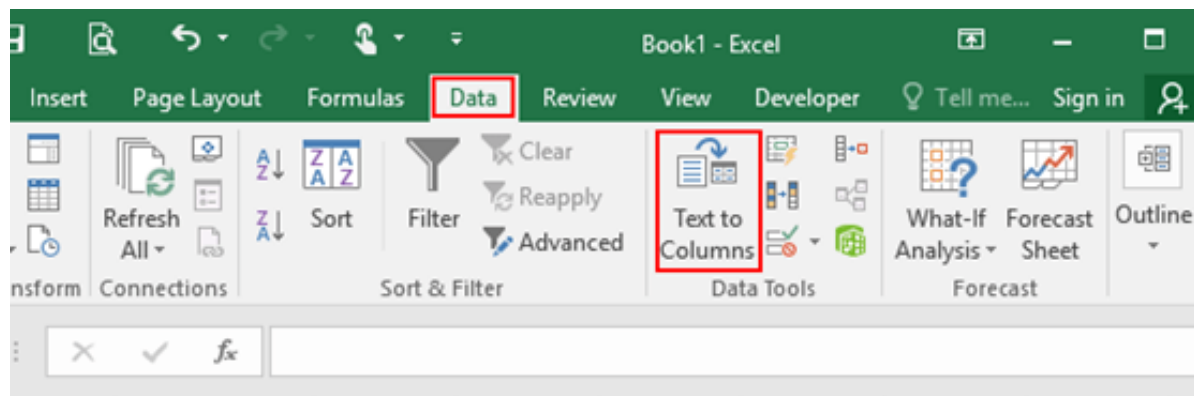 Book1 - Excel
Insert Page Layout Formulas Data Review View Developer Tell me... Sign in
Refresh All
Sort
Filter
Clear
Reapply
Advanced
Text to Columns
What-If Analysis
Forecast Sheet
Outline
nsform Connections Sort & Filter Data Tools Forecast
fx